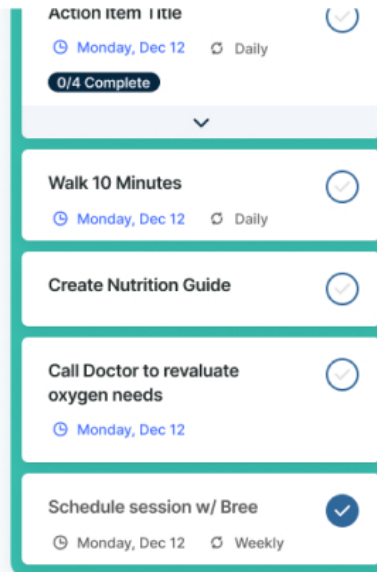 Action Item Title
Monday, Dec 12 Daily
0/4 Complete
Walk 10 Minutes
Monday, Dec 12 Daily
Create Nutrition Guide
Call Doctor to revaluate
oxygen needs
Monday, Dec 12
Schedule session w/ Bree
Monday, Dec 12 Weekly